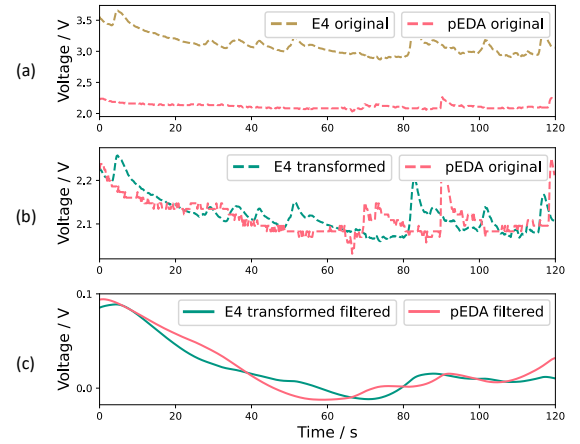 (a)
Voltage / V
3.5
3.0
2.5
2.0
E4 original
pEDA original
0
20
40
60
80
100
120
(b)
Voltage / V
2.2
2.1
E4 transformed
pEDA original
0
20
40
60
80
100
120
(c)
Voltage / V
0.1
0.0
E4 transformed filtered
pEDA filtered
0
20
40
60
80
100
120
Time / s